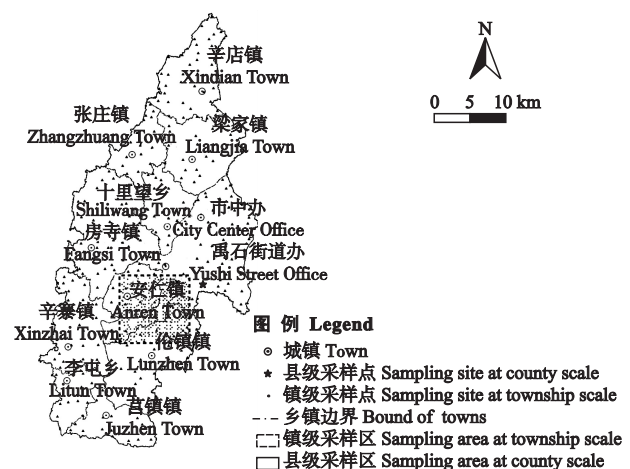 N
0 5 10 km
辛店镇
Xindian Town
张庄镇
Zhangzhuang Town
梁家镇
Liangjia Town
十里望乡
Shiliwang Town
市中办
City Center Office
房寺镇
Fangsi Town
禹石街道办
Yushi Street Office
安仁镇
Anren Town
辛寨镇
Xinzhai Town
伦镇镇
Lunzhen Town
李屯乡
Litun Town
莒镇镇
Juzhen Town
图 例 Legend
城镇 Town
县级采样点 Sampling site at county scale
镇级采样点 Sampling site at township scale
乡镇边界 Bound of towns
镇级采样区 Sampling area at township scale
县级采样区 Sampling area at county scale